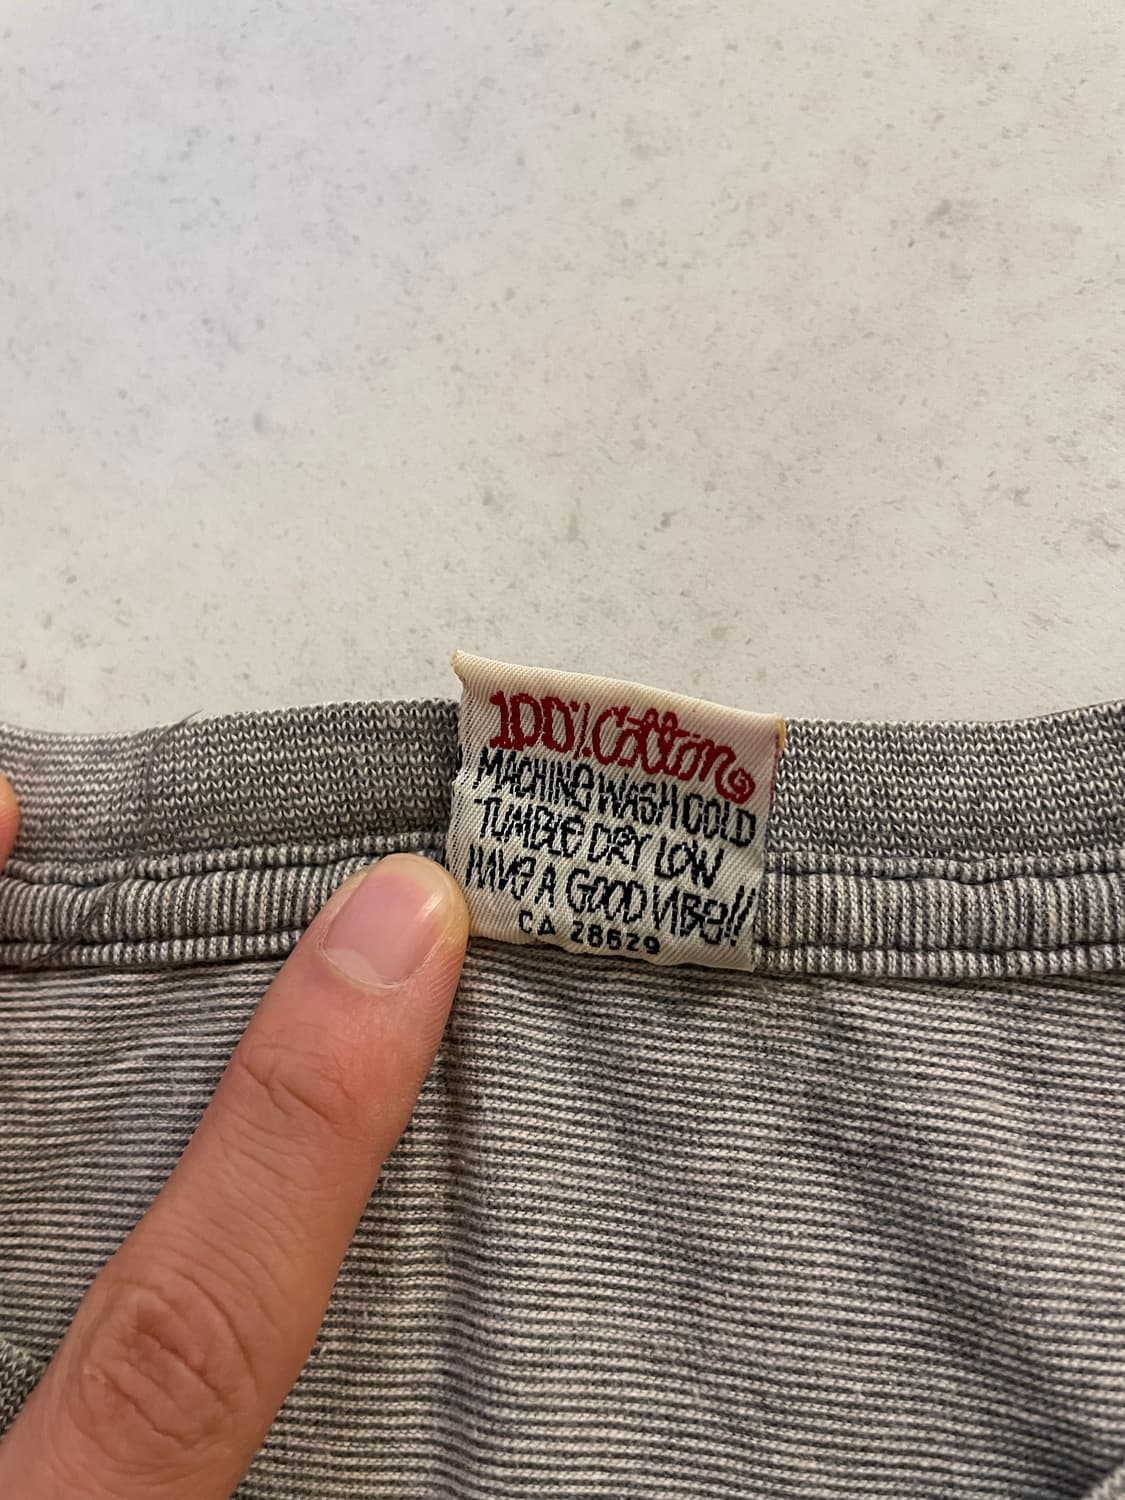 100% Cotton
MACHINE WASH COLD
TUMBLE DRY LOW
HAVE A GOOD VIBE!!
CA 28629